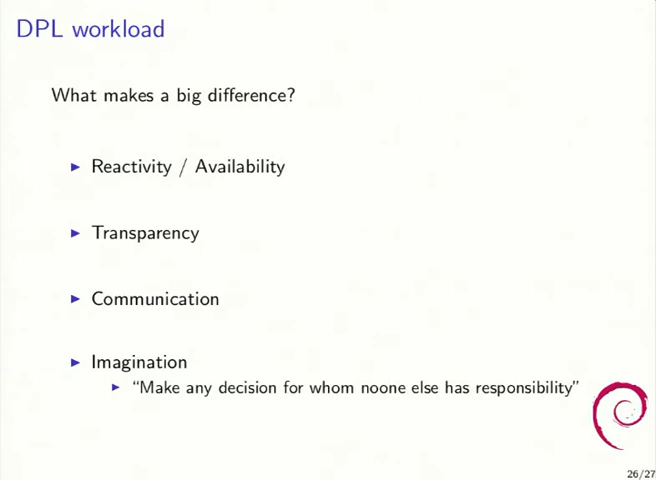 DPL workload
What makes a big difference?
Reactivity / Availability
Transparency
Communication
Imagination
“Make any decision for whom noone else has responsibility”
26/27